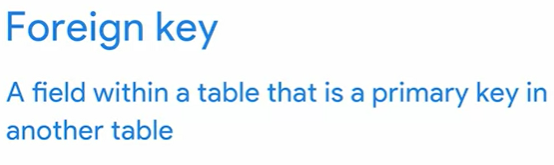 Foreign key
A field within a table that is a primary key in
another table